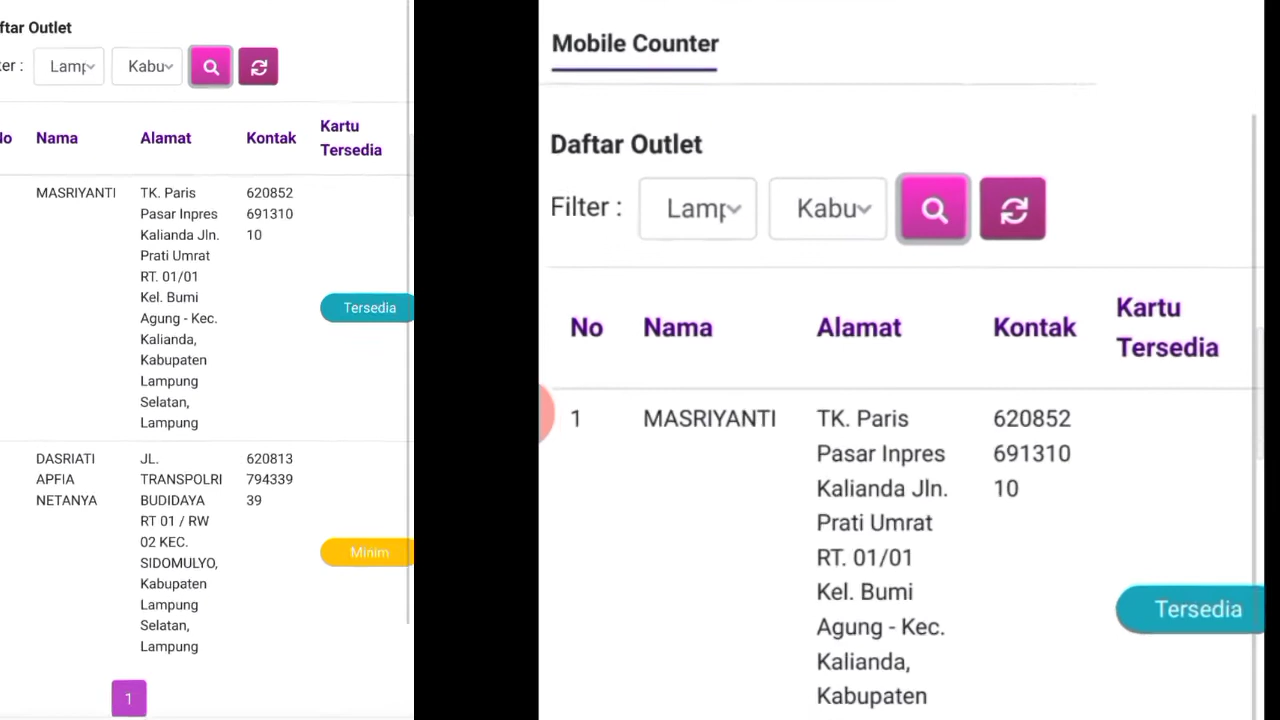 ftar Outlet
er :
Lamp
Kabu
lo
Nama
Alamat
Kontak
Kartu
Tersedia
MASRIYANTI
TK. Paris
Pasar Inpres
Kalianda Jln.
Prati Umrat
RT. 01/01
Kel. Bumi
Agung - Kec.
Kalianda,
Kabupaten
Lampung
Selatan,
Lampung
620852
691310
10
Tersedia
DASRIATI
APFIA
NETANYA
JL.
TRANSPOLRI
BUDIDAYA
RT 01 / RW
02 KEC.
SIDOMULYO,
Kabupaten
Lampung
Selatan,
Lampung
620813
794339
39
Minim
1
Mobile Counter
Daftar Outlet
Filter :
Lamp
Kabu
No
Nama
Alamat
Kontak
Kartu
Tersedia
1
MASRIYANTI
TK. Paris
Pasar Inpres
Kalianda Jln.
Prati Umrat
RT. 01/01
Kel. Bumi
Agung - Kec.
Kalianda,
Kabupaten
620852
691310
10
Tersedia